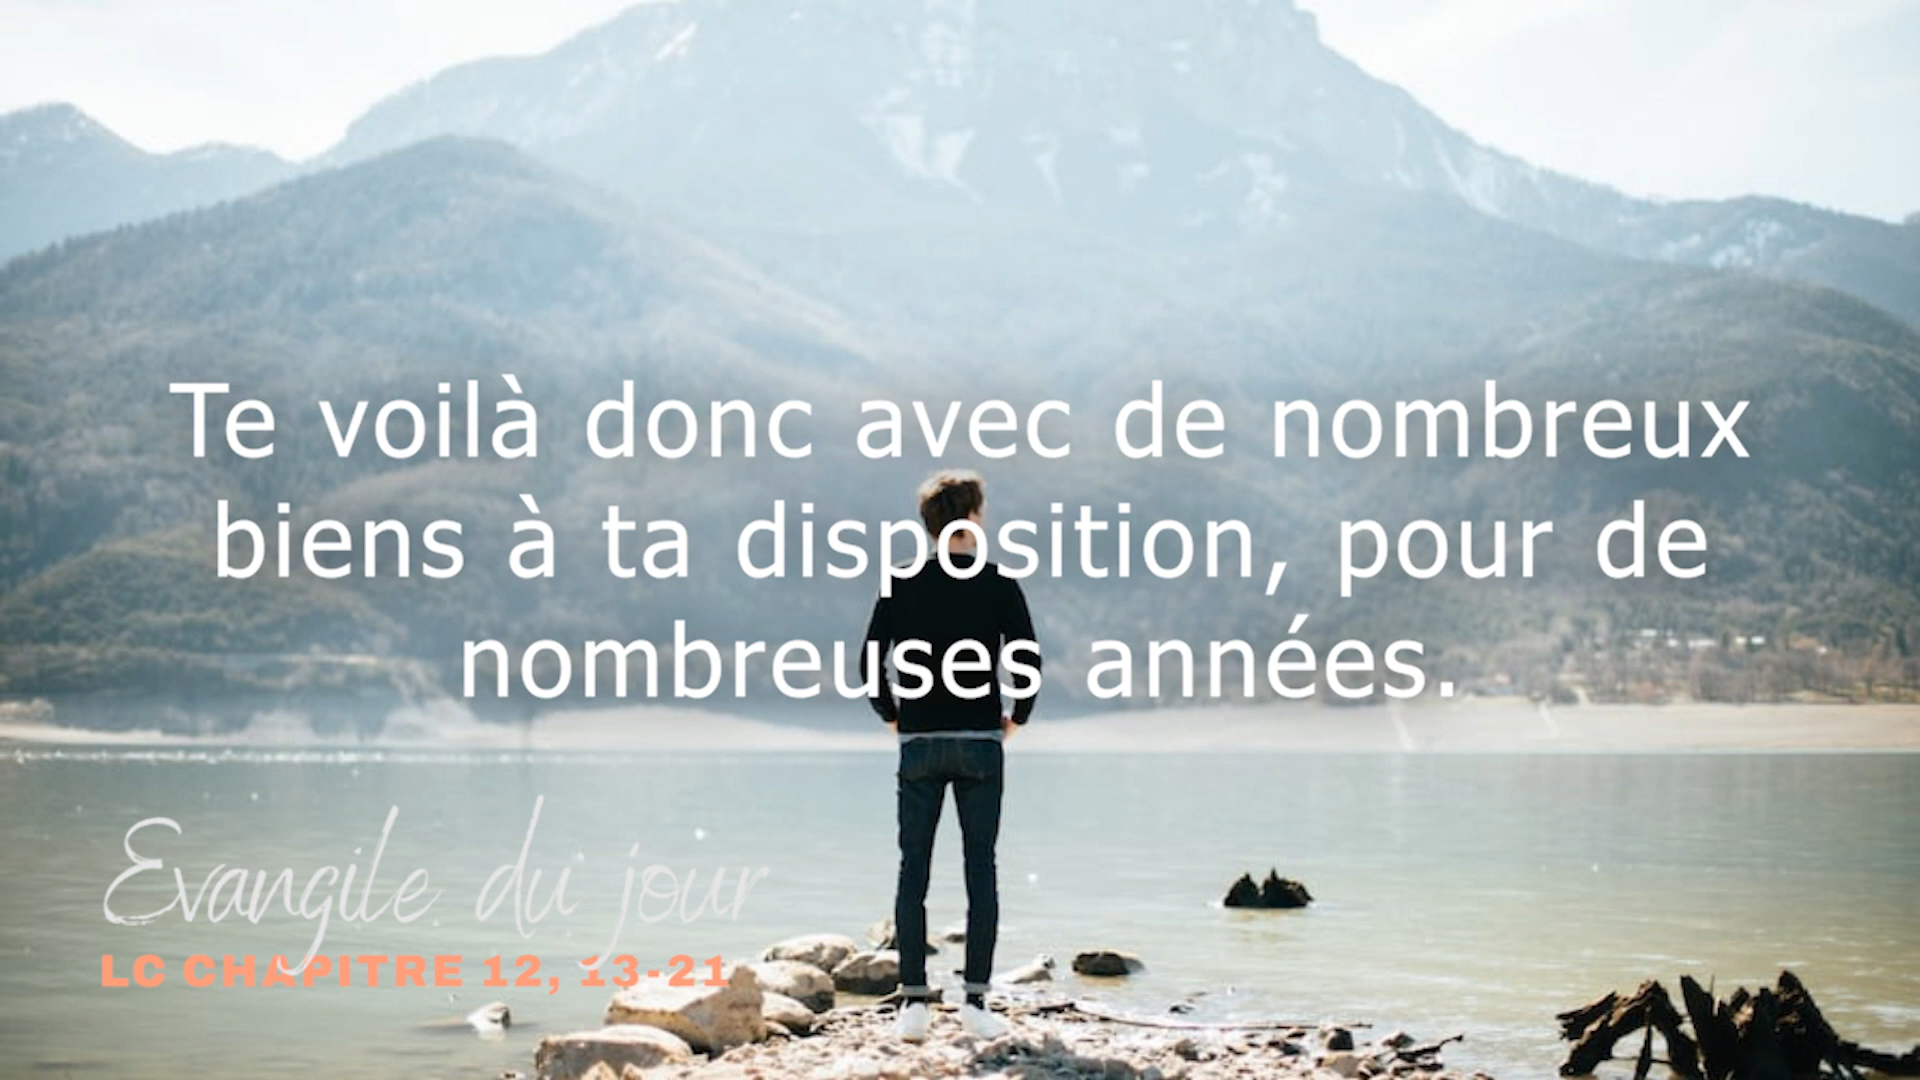 Te voilà donc avec de nombreux
biens à ta disposition, pour de
nombreuses années.
Evangile du jour
LC CHAPITRE 12, 13-21